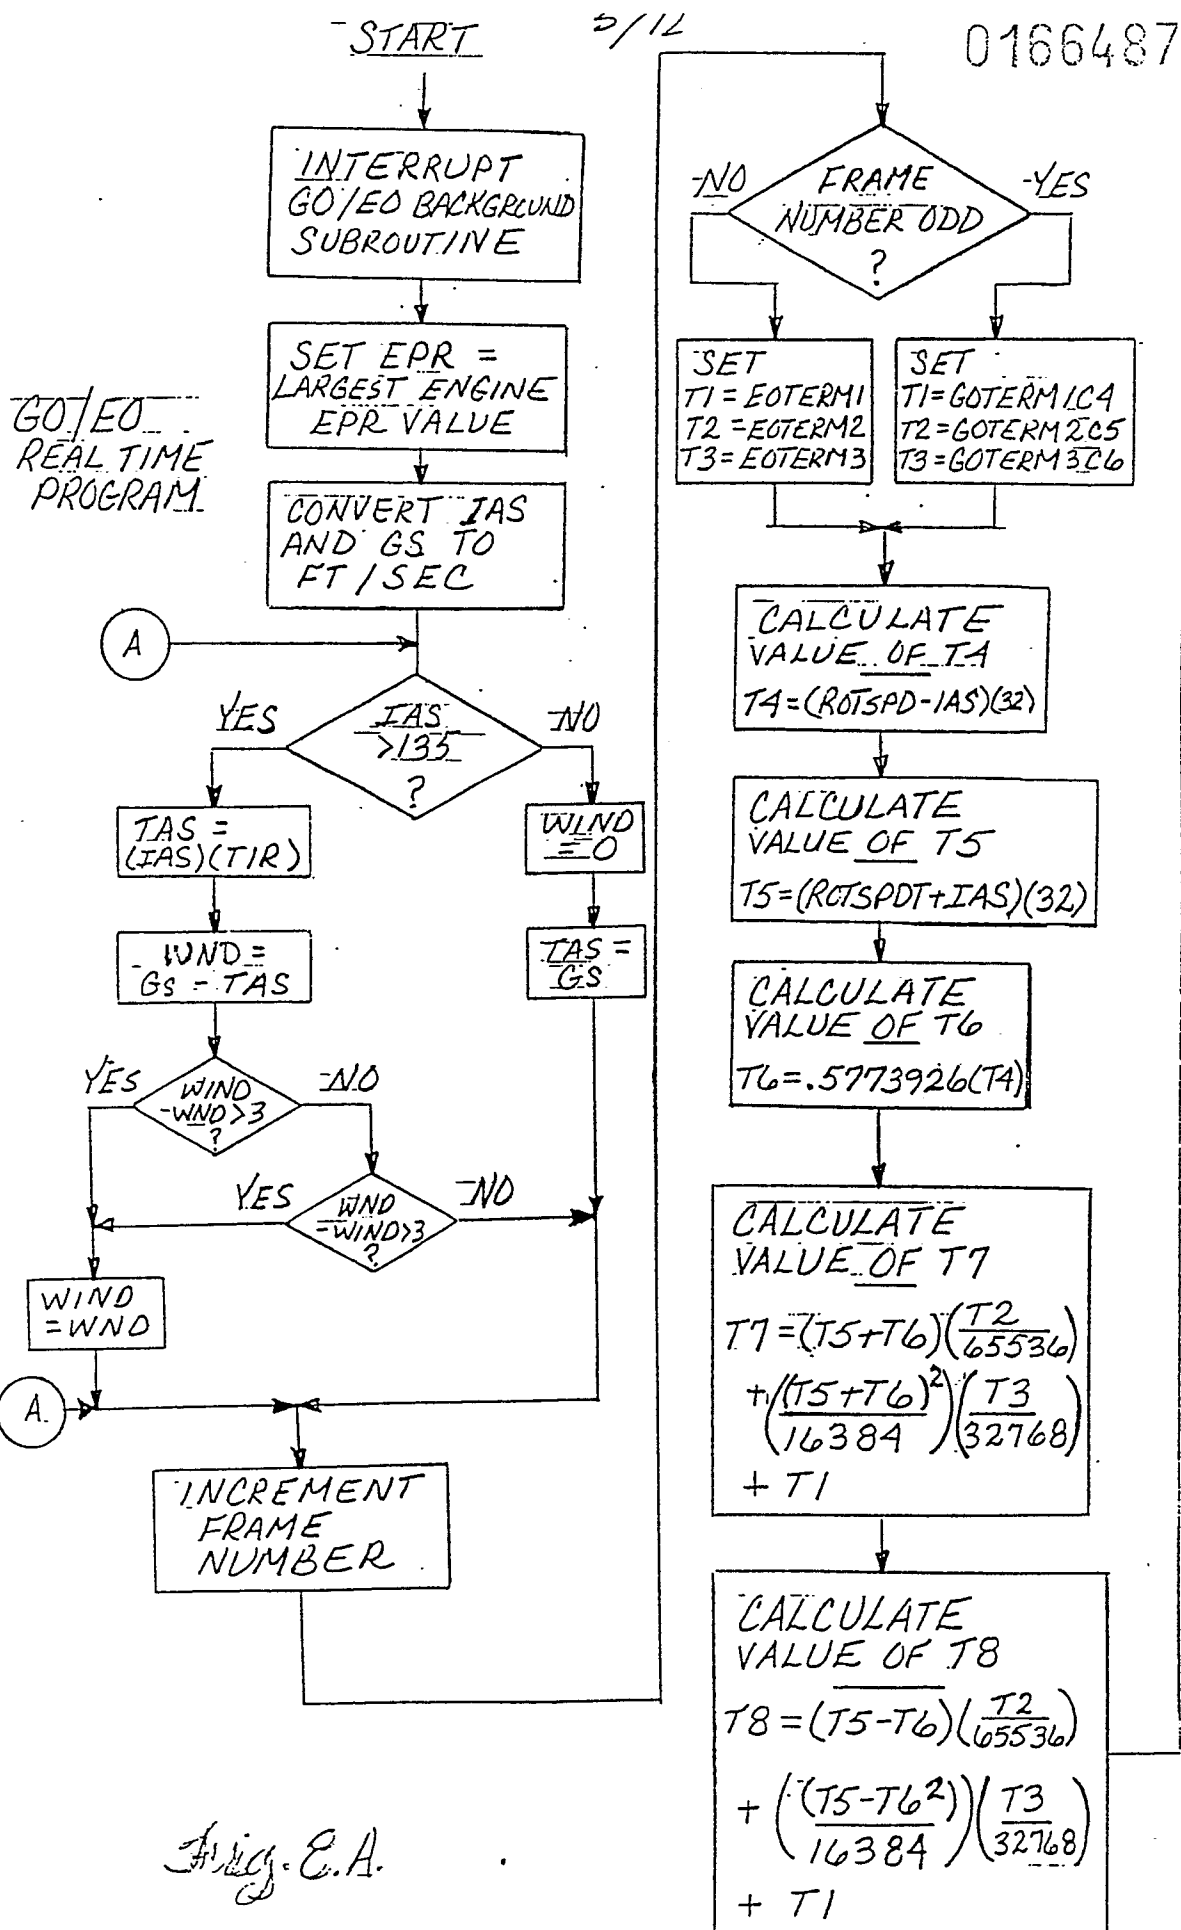 START
5/12
0166487
INTERRUPT
GO/EO BACKGROUND
SUBROUTINE
SET EPR =
LARGEST ENGINE
EPR VALUE
GO/EO
REAL TIME
PROGRAM
CONVERT IAS
AND GS TO
FT/SEC
A
YES
IAS
>135
?
NO
TAS =
(IAS)(TIR)
WIND
= 0
WND =
GS - TAS
TAS =
GS
YES
WIND
-WND>3
?
NO
YES
WND
-WIND>3
?
NO
WIND
=WND
A
INCREMENT
FRAME
NUMBER
NO
FRAME
NUMBER ODD
?
YES
SET
T1=EOTERM1
T2=EOTERM2
T3=EOTERM3
SET
T1=GOTERM1C4
T2=GOTERM2C5
T3=GOTERM3C6
CALCULATE
VALUE OF T4
T4=(ROTSPD-IAS)(32)
CALCULATE
VALUE OF T5
T5=(ROTSPDT+IAS)(32)
CALCULATE
VALUE OF T6
T6=.5773926(T4)
CALCULATE
VALUE OF T7
T7=(T5+T6)(T2/65536)
+((T5+T6)²/16384)(T3/32768)
+ T1
CALCULATE
VALUE OF T8
T8=(T5-T6)(T2/65536)
+((T5-T6²)/16384)(T3/32768)
+ T1
Fig. 8.A.